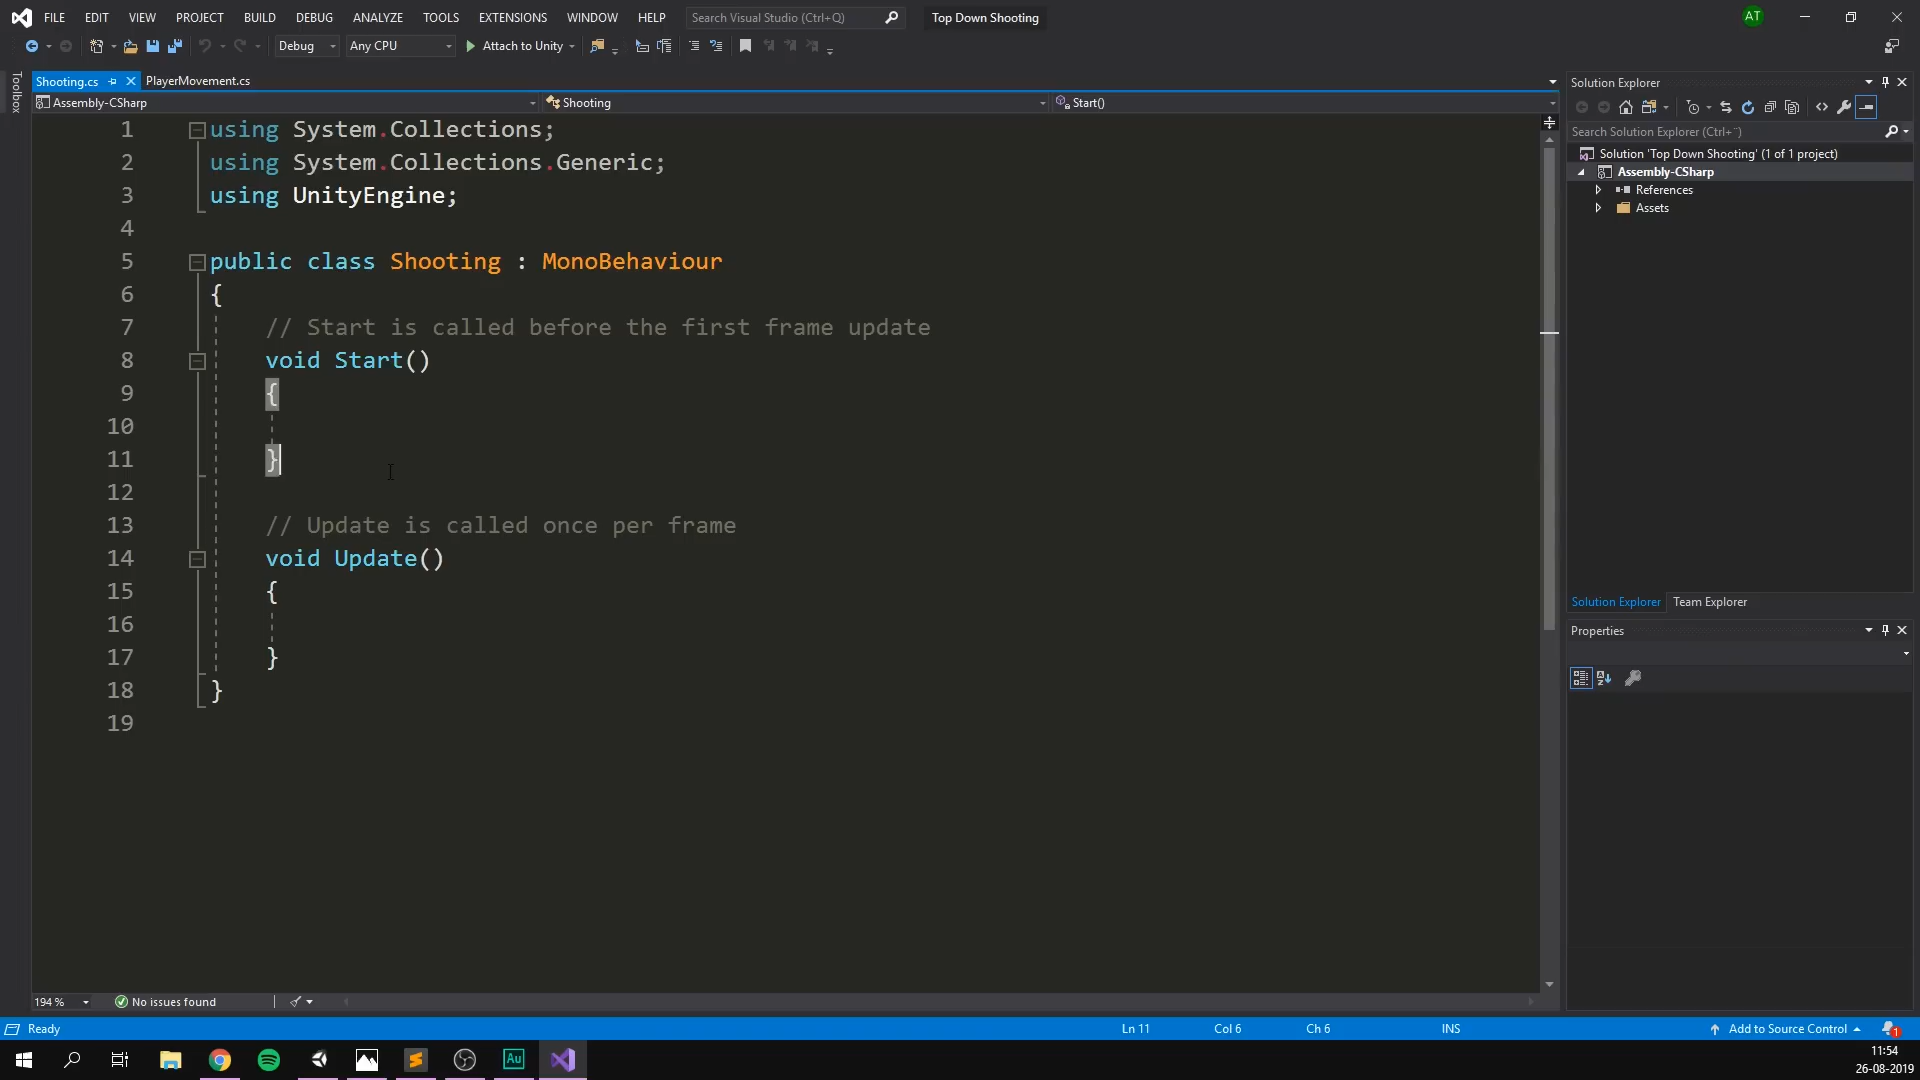 FILE EDIT VIEW PROJECT BUILD DEBUG ANALYZE TOOLS EXTENSIONS WINDOW HELP Search Visual Studio (Ctrl+Q) Top Down Shooting AT
Debug Any CPU Attach to Unity
Toolbox
Shooting.cs PlayerMovement.cs
Assembly-CSharp Shooting Start()
1 using System.Collections;
2 using System.Collections.Generic;
3 using UnityEngine;
4
5 public class Shooting : MonoBehaviour
6 {
7 // Start is called before the first frame update
8 void Start()
9 {
10
11 }
12
13 // Update is called once per frame
14 void Update()
15 {
16
17 }
18 }
19
194 % No issues found
Solution Explorer
Search Solution Explorer (Ctrl+¨)
Solution 'Top Down Shooting' (1 of 1 project)
Assembly-CSharp
References
Assets
Solution Explorer Team Explorer
Properties
Ready Ln 11 Col 6 Ch 6 INS Add to Source Control 1
Au
11:54
26-08-2019